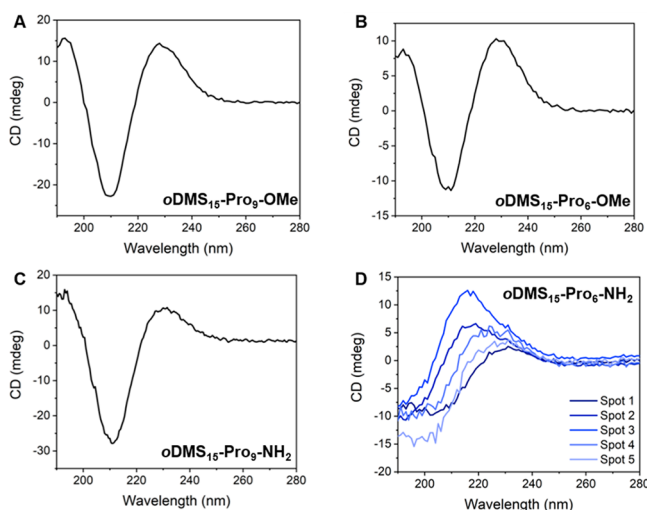 A
20
10
0
-10
-20
CD (mdeg)
200 220 240 260 280
Wavelength (nm)
oDMS15-Pro9-OMe
B
10
5
0
-5
-10
-15
CD (mdeg)
200 220 240 260 280
Wavelength (nm)
oDMS15-Pro6-OMe
C
20
10
0
-10
-20
-30
CD (mdeg)
200 220 240 260 280
Wavelength (nm)
oDMS15-Pro9-NH2
D
15
10
5
0
-5
-10
-15
-20
CD (mdeg)
200 220 240 260 280
Wavelength (nm)
oDMS15-Pro6-NH2
Spot 1
Spot 2
Spot 3
Spot 4
Spot 5